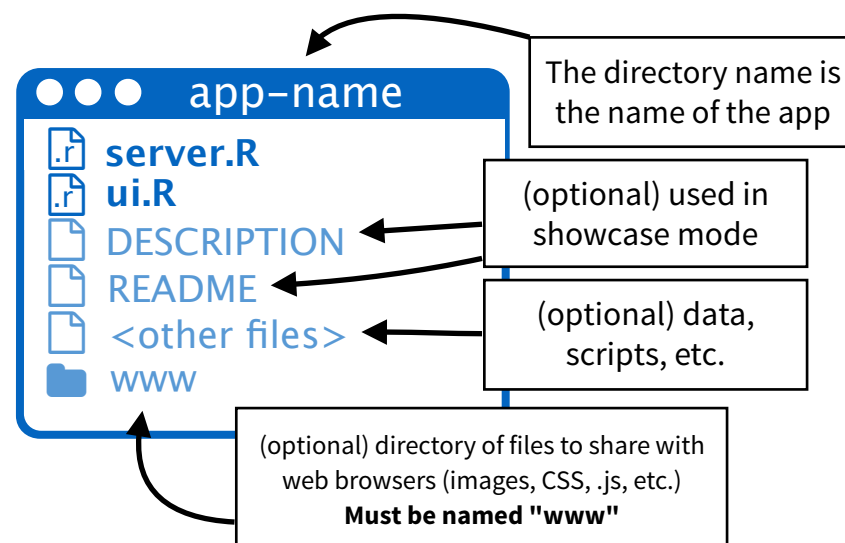 app-name
The directory name is
the name of the app
.r server.R
.r ui.R
(optional) used in
showcase mode
DESCRIPTION
README
<other files>
(optional) data,
scripts, etc.
www
(optional) directory of files to share with
web browsers (images, CSS, .js, etc.)
Must be named "www"